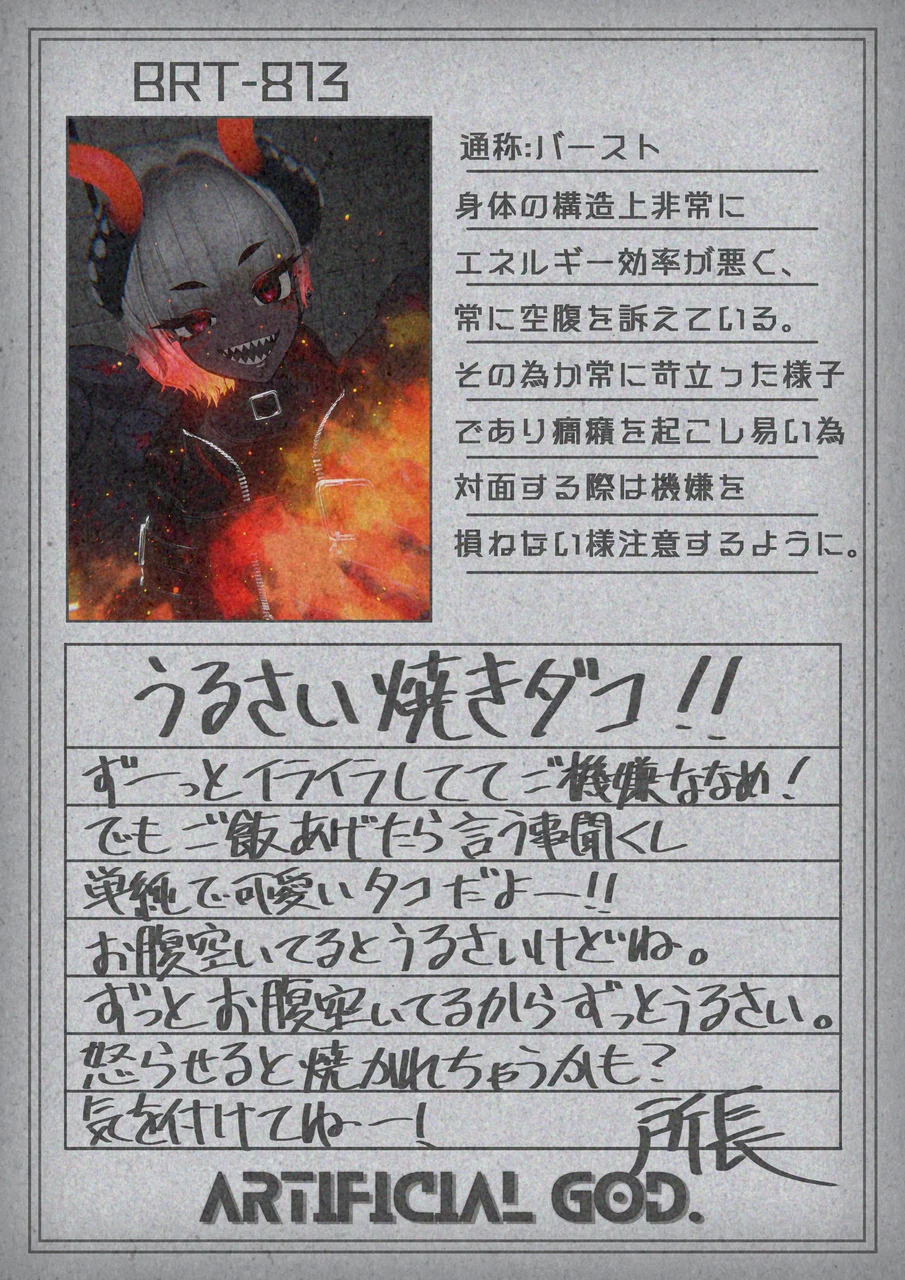 BRT-813
通称:バースト
身体の構造上非常に
エネルギー効率が悪く、
常に空腹を訴えている。
その為か常に苛立った様子
であり癇癪を起こし易い為
対面する際は機嫌を
損ねない様注意するように。
うるさい焼きダコ!!
ずーっとイライラしてて ご機嫌ななめ!
でも ご飯あげたら言う事聞くし
単純で可愛いタコだよー!!
お腹空いてるとうるさいけどね。
ずっとお腹空いてるからずっとうるさい。
怒らせると焼かれちゃうかも?
気を付けてねー!
所長
ARTIFICIAL GOD.